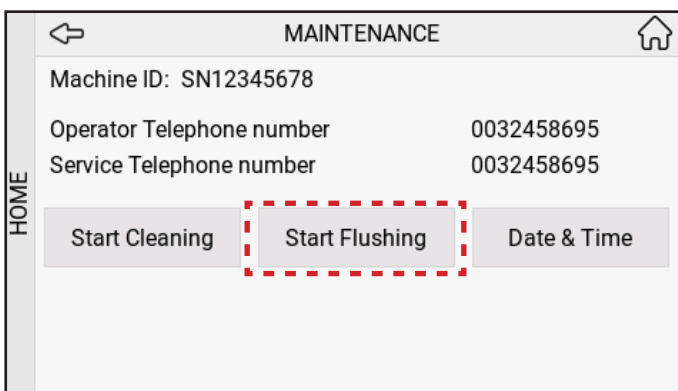 MAINTENANCE
Machine ID: SN12345678
Operator Telephone number 0032458695
Service Telephone number 0032458695
HOME
Start Cleaning Start Flushing Date & Time